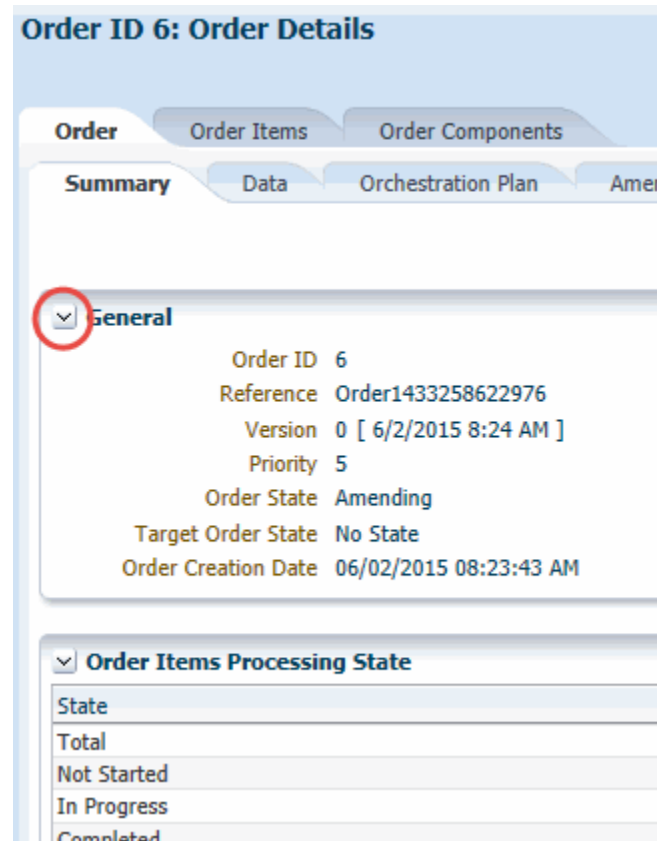 Order ID 6: Order Details
Order Order Items Order Components
Summary Data Orchestration Plan
General
Order ID 6
Reference Order1433258622976
Version 0 [ 6/2/2015 8:24 AM ]
Priority 5
Order State Amending
Target Order State No State
Order Creation Date 06/02/2015 08:23:43 AM
Order Items Processing State
State
Total
Not Started
In Progress
Completed